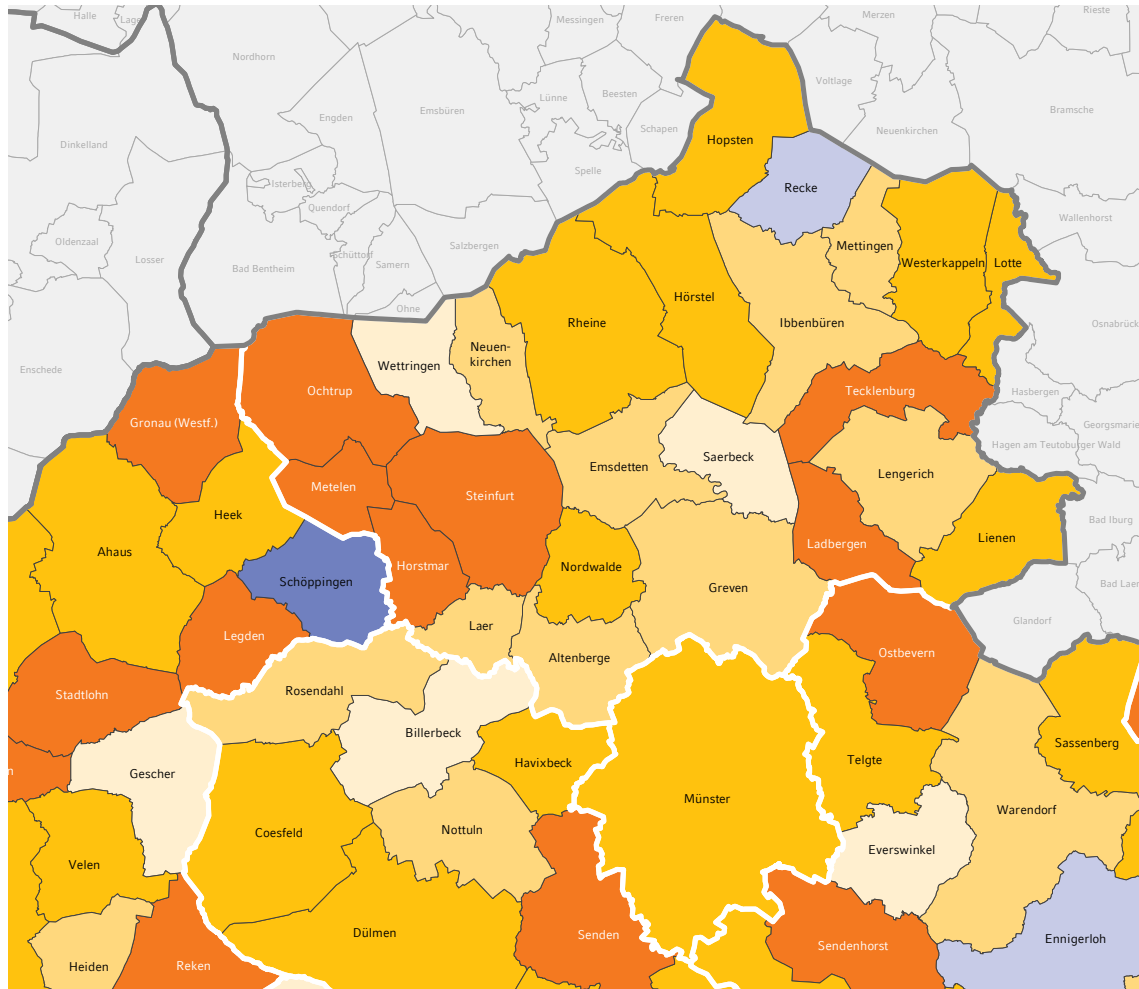 Halle
Lage
Messingen
Freren
Merzen
Rieste
Nordhorn
Voltlage
Lünne
Beesten
Bramsche
Emsbüren
Engden
Schapen
Neuenkirchen
Dinkelland
Hopsten
Spelle
Isterberg
Recke
Quendorf
Wallenhorst
Oldenzaal
Losser
Salzbergen
Mettingen
Schüttorf
Samern
Bad Bentheim
Westerkappeln
Lotte
Hörstel
Ohne
Rheine
Ibbenbüren
Osnabrück
Neuen-
kirchen
Enschede
Wettringen
Ochtrup
Tecklenburg
Hasbergen
Gronau (Westf.)
Georgsmarie
Hagen am Teutoburger Wald
Saerbeck
Emsdetten
Lengerich
Metelen
Steinfurt
Heek
Bad Iburg
Lienen
Ladbergen
Ahaus
Horstmar
Nordwalde
Schöppingen
Bad Laer
Greven
Glandorf
Laer
Legden
Ostbevern
Altenberge
Rosendahl
Stadtlohn
Billerbeck
Sassenberg
Telgte
Havixbeck
n
Gescher
Münster
Warendorf
Coesfeld
Nottuln
Everswinkel
Velen
Dülmen
Senden
Ennigerloh
Sendenhorst
Heiden
Reken